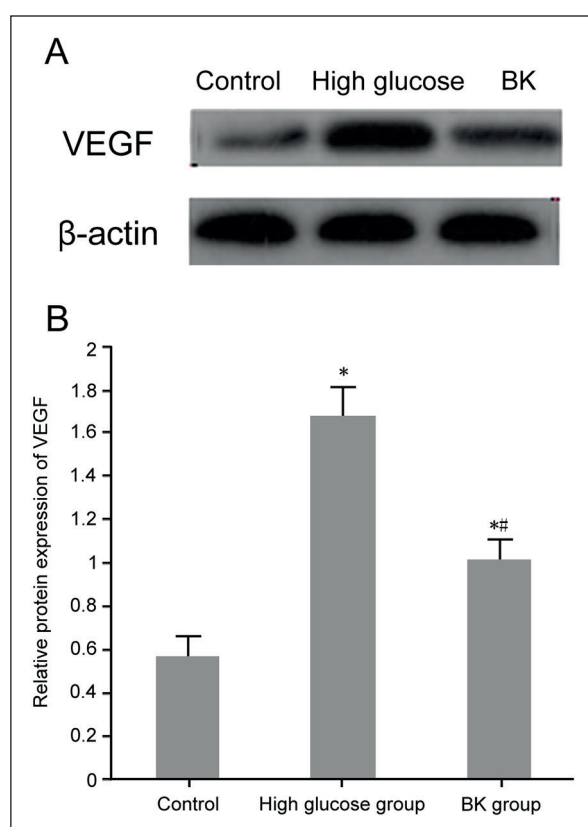 A
Control High glucose BK
VEGF
β-actin
B
Relative protein expression of VEGF
2
1.8
*
1.6
1.4
1.2
*#
1
0.8
0.6
0.4
0.2
0
Control High glucose group BK group